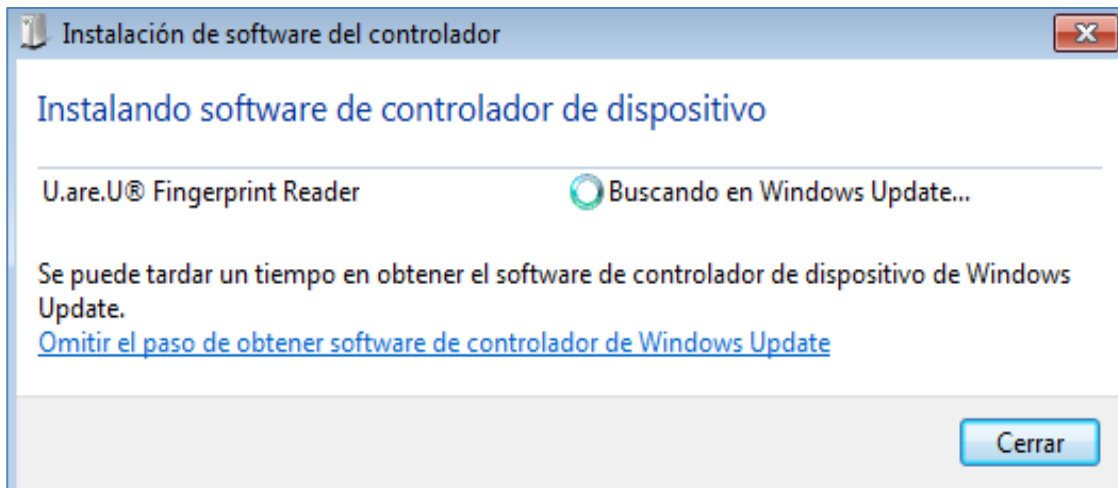 Instalación de software del controlador
Instalando software de controlador de dispositivo
U.are.U® Fingerprint Reader Buscando en Windows Update...
Se puede tardar un tiempo en obtener el software de controlador de dispositivo de Windows
Update.
Omitir el paso de obtener software de controlador de Windows Update
Cerrar